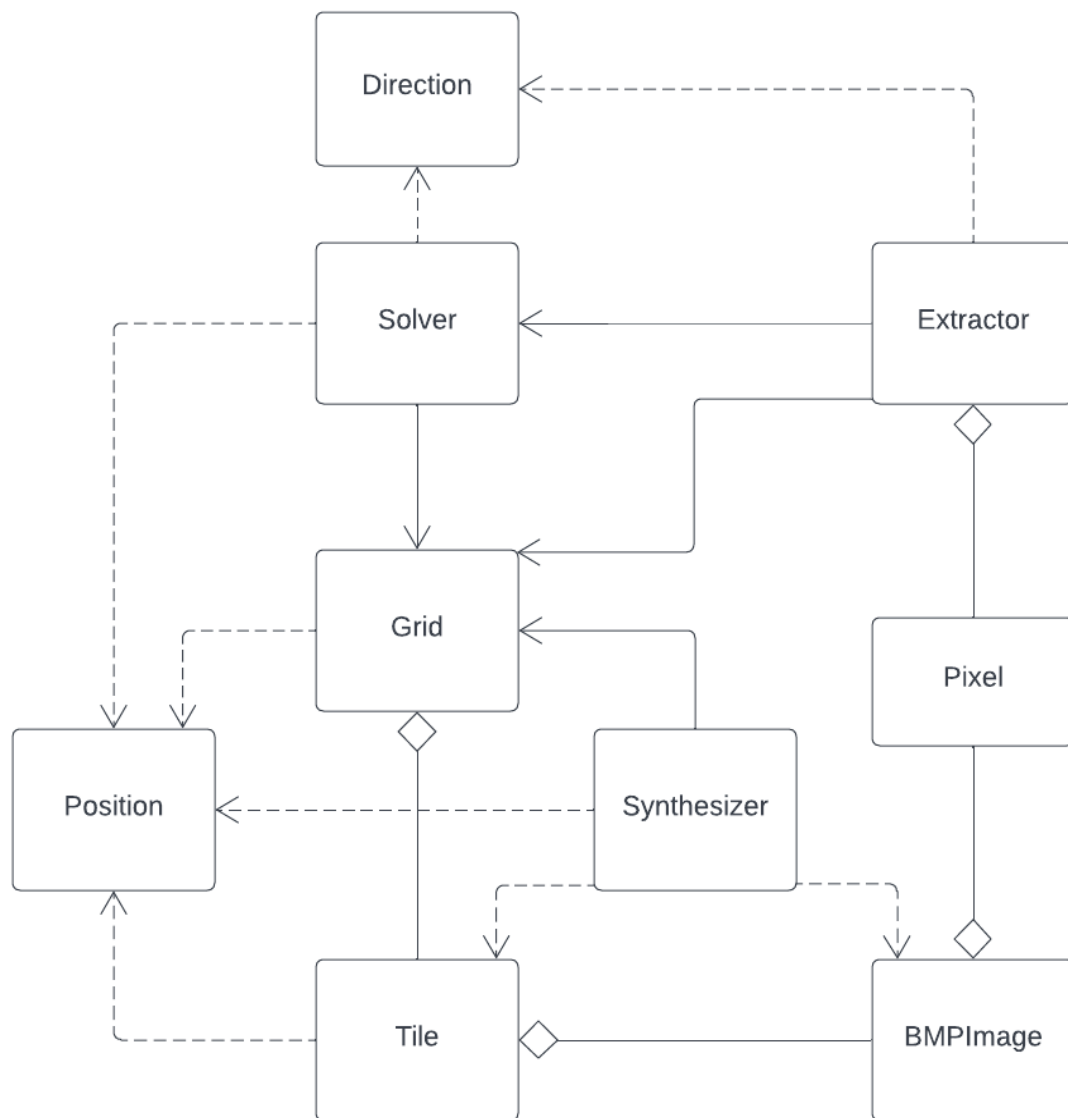 Direction
Solver
Extractor
Grid
Pixel
Position
Synthesizer
Tile
BMPImage